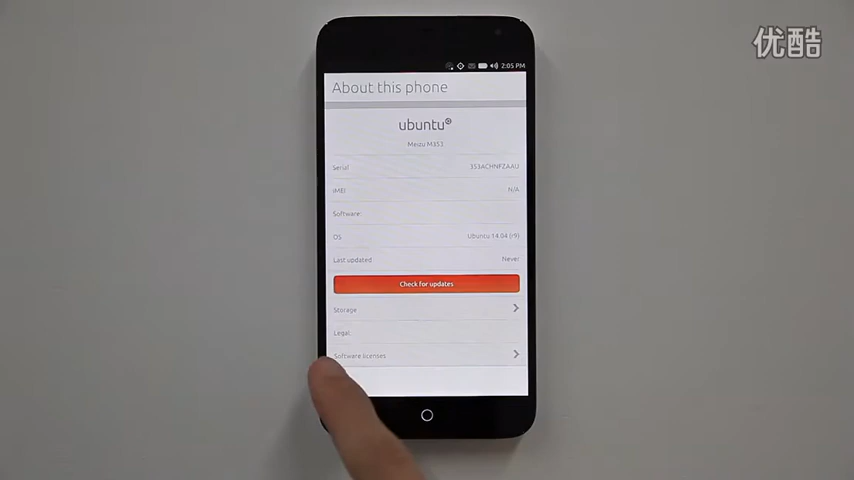 优酷
2:05 PM
About this phone
ubuntu
Meizu M353
Serial 353ACHNFZAAU
IMEI N/A
Software:
OS Ubuntu 14.04 (r9)
Last updated Never
Check for updates
Storage
Legal:
Software licenses